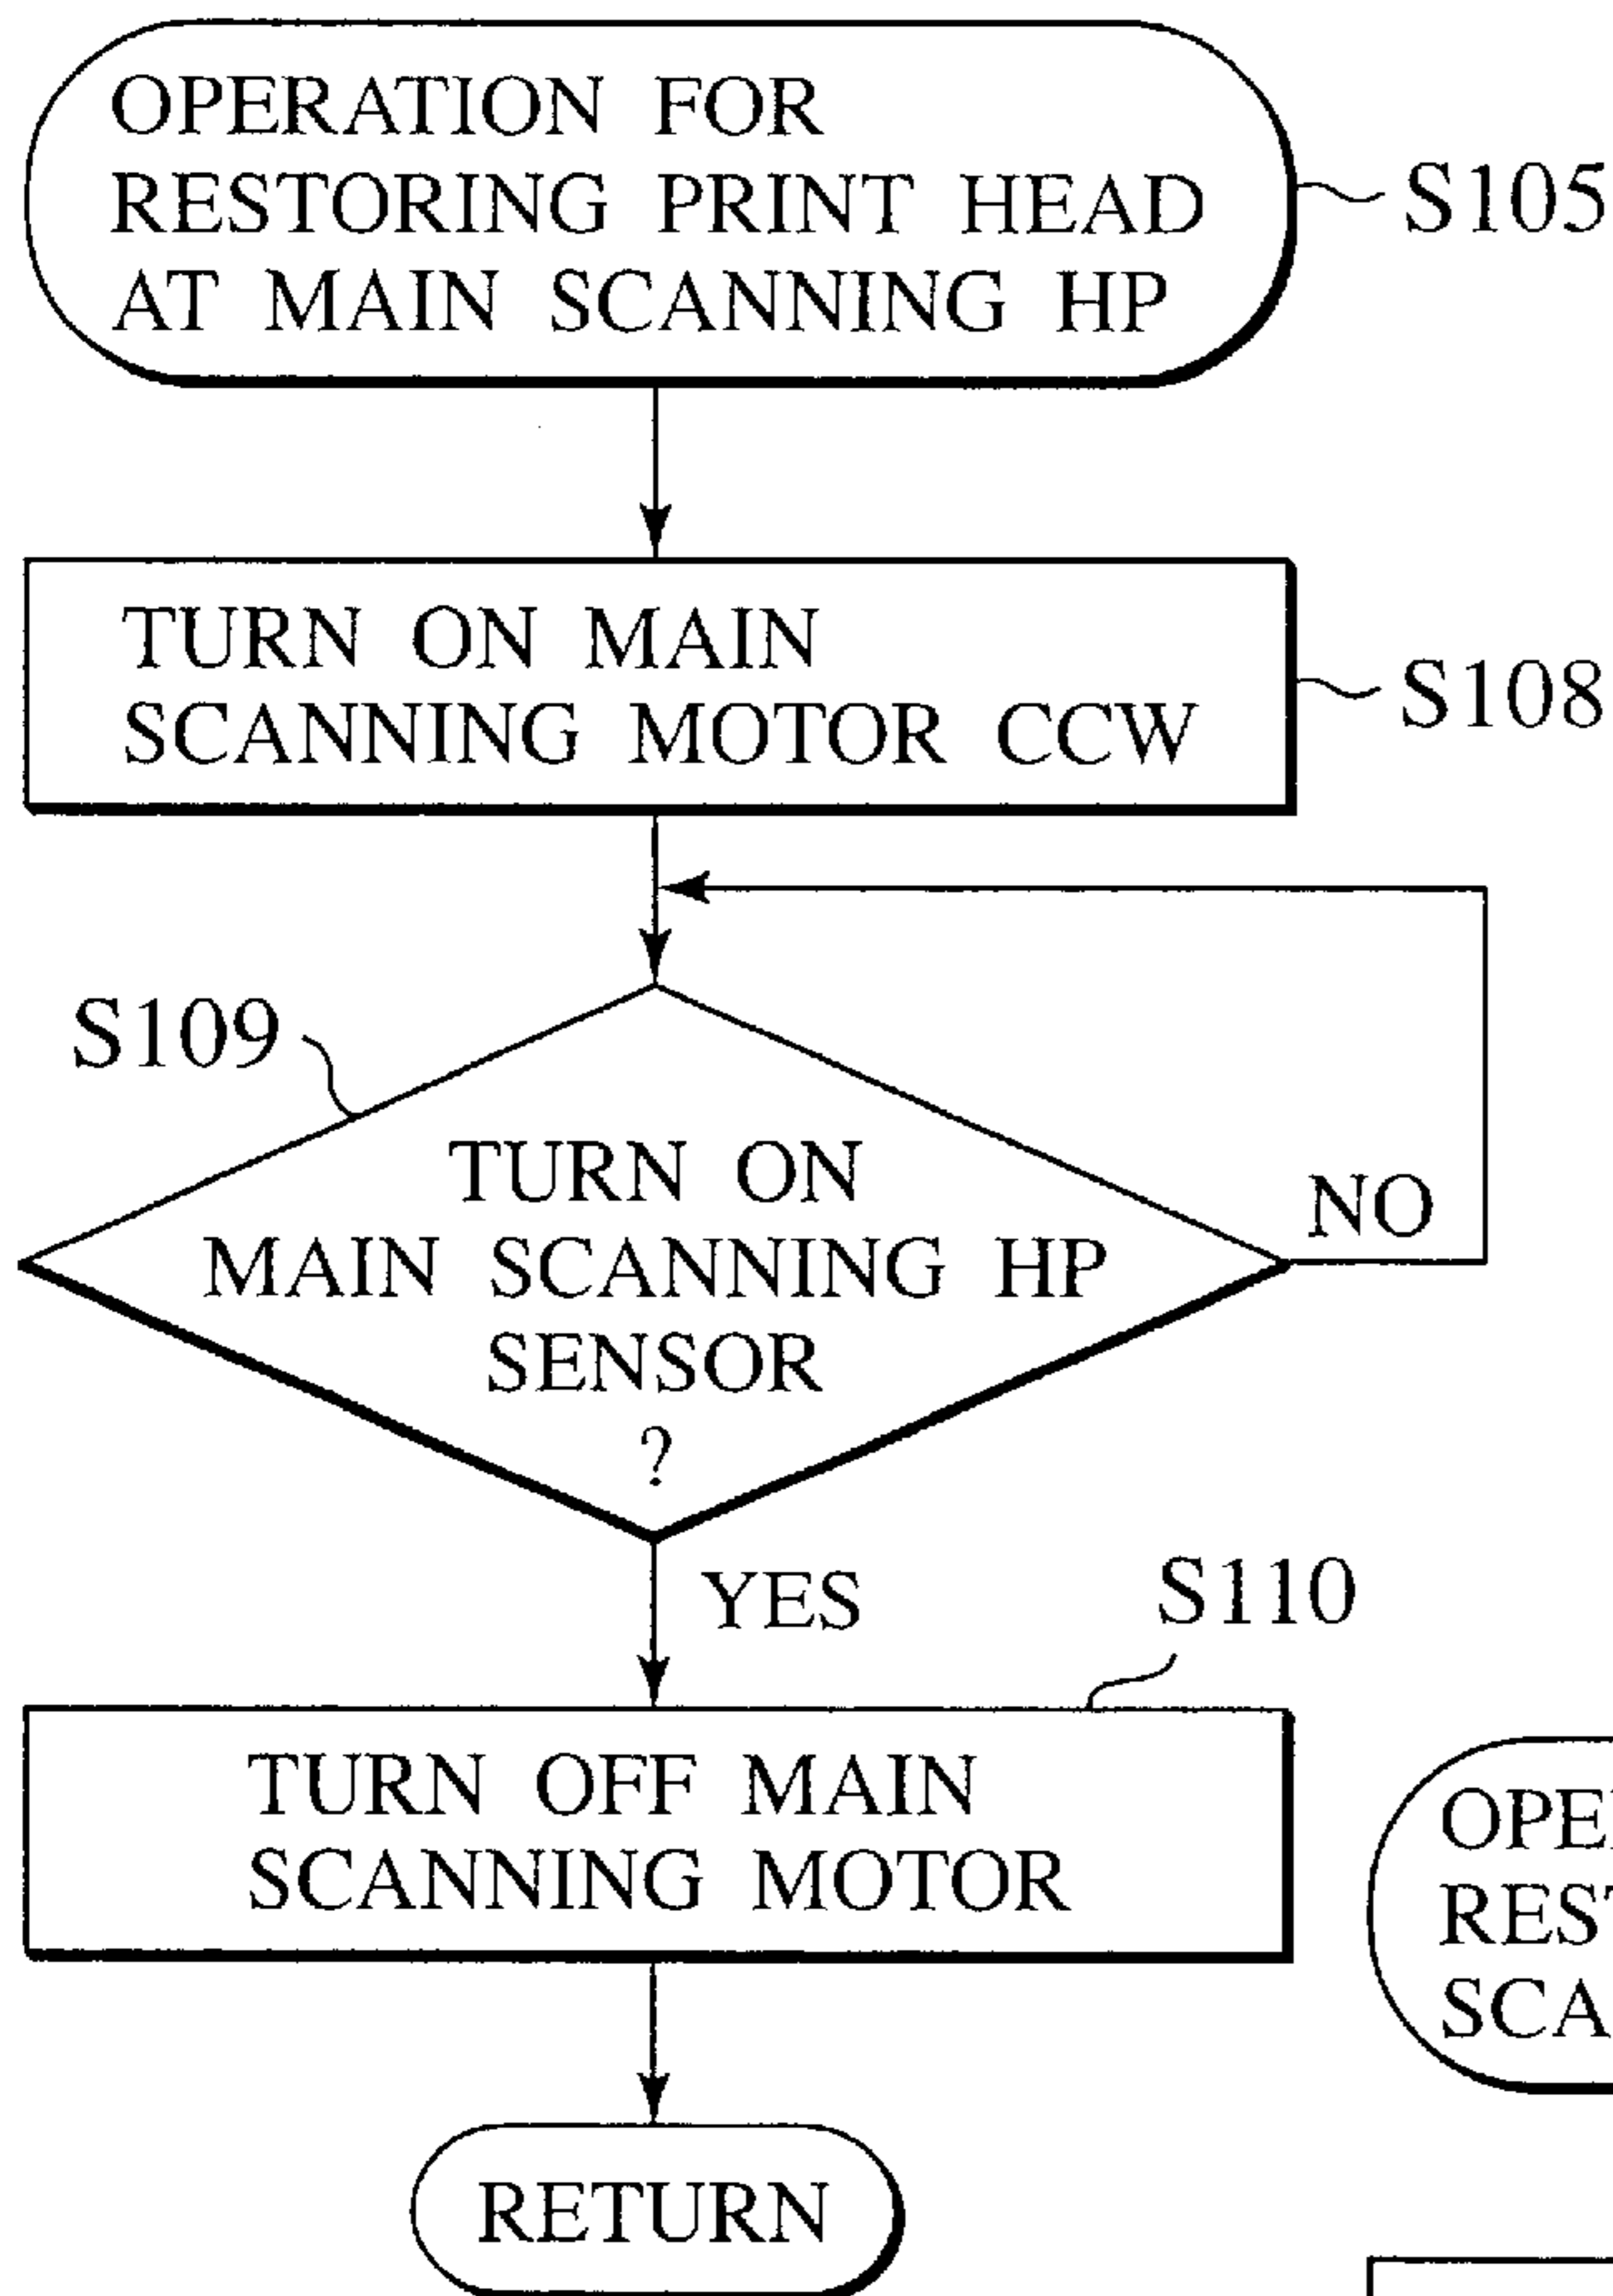 OPERATION FOR
RESTORING PRINT HEAD
AT MAIN SCANNING HP
S105
TURN ON MAIN
SCANNING MOTOR CCW
S108
S109
TURN ON
MAIN SCANNING HP
SENSOR
?
NO
YES
S110
TURN OFF MAIN
SCANNING MOTOR
RETURN